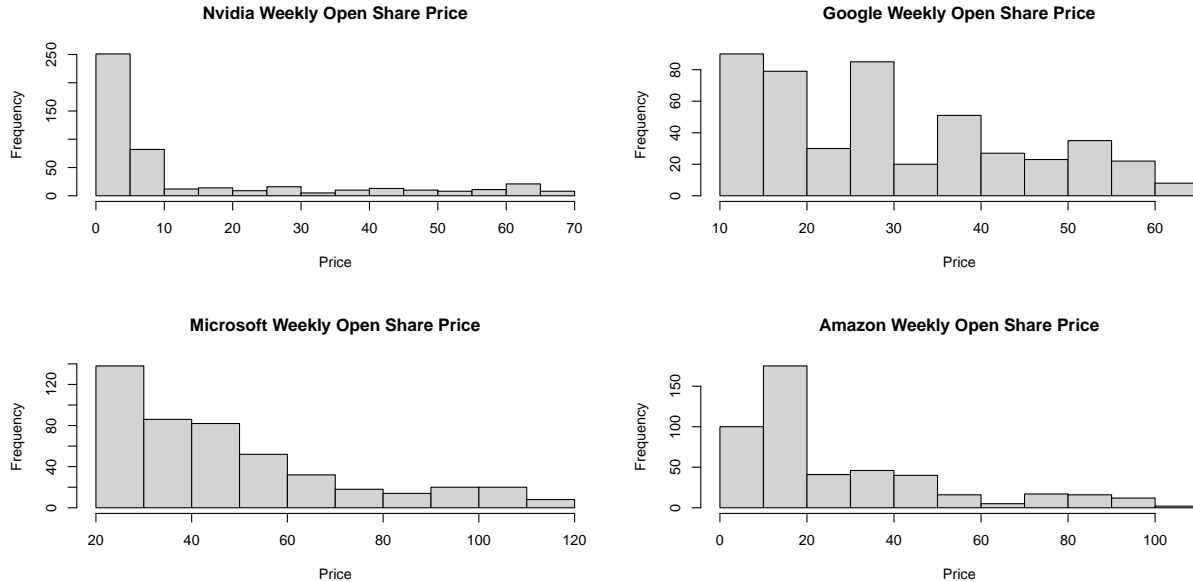 Nvidia Weekly Open Share Price
Frequency
0 50 150 250
0 10 20 30 40 50 60 70
Price
Google Weekly Open Share Price
Frequency
0 20 40 60 80
10 20 30 40 50 60
Price
Microsoft Weekly Open Share Price
Frequency
0 40 80 120
20 40 60 80 100 120
Price
Amazon Weekly Open Share Price
Frequency
0 50 100 150
0 20 40 60 80 100
Price